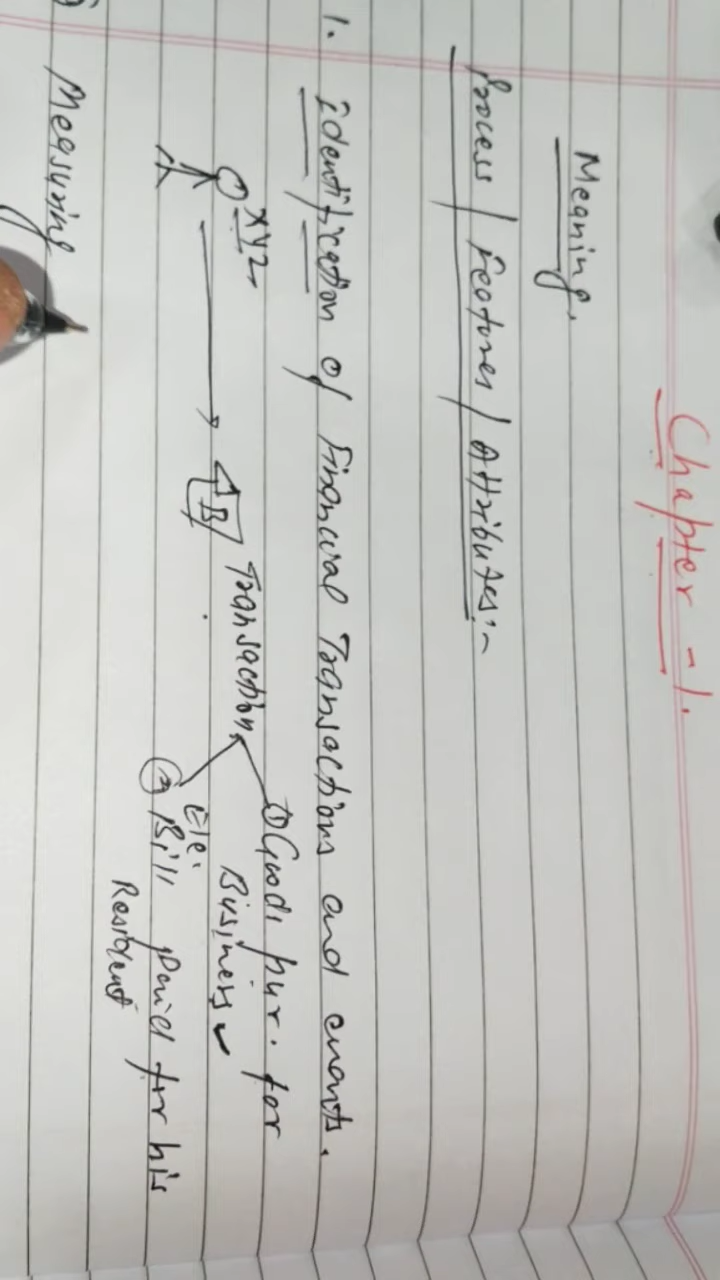 Chapter - 1.
Meaning.
Process / Features / Attributes:-
1. identification of Financial Transactions and events.
XYZ
B Transaction
① Goods pur. for
Business ✓
Ele.
② Bill paid for his
Resident
Measuring